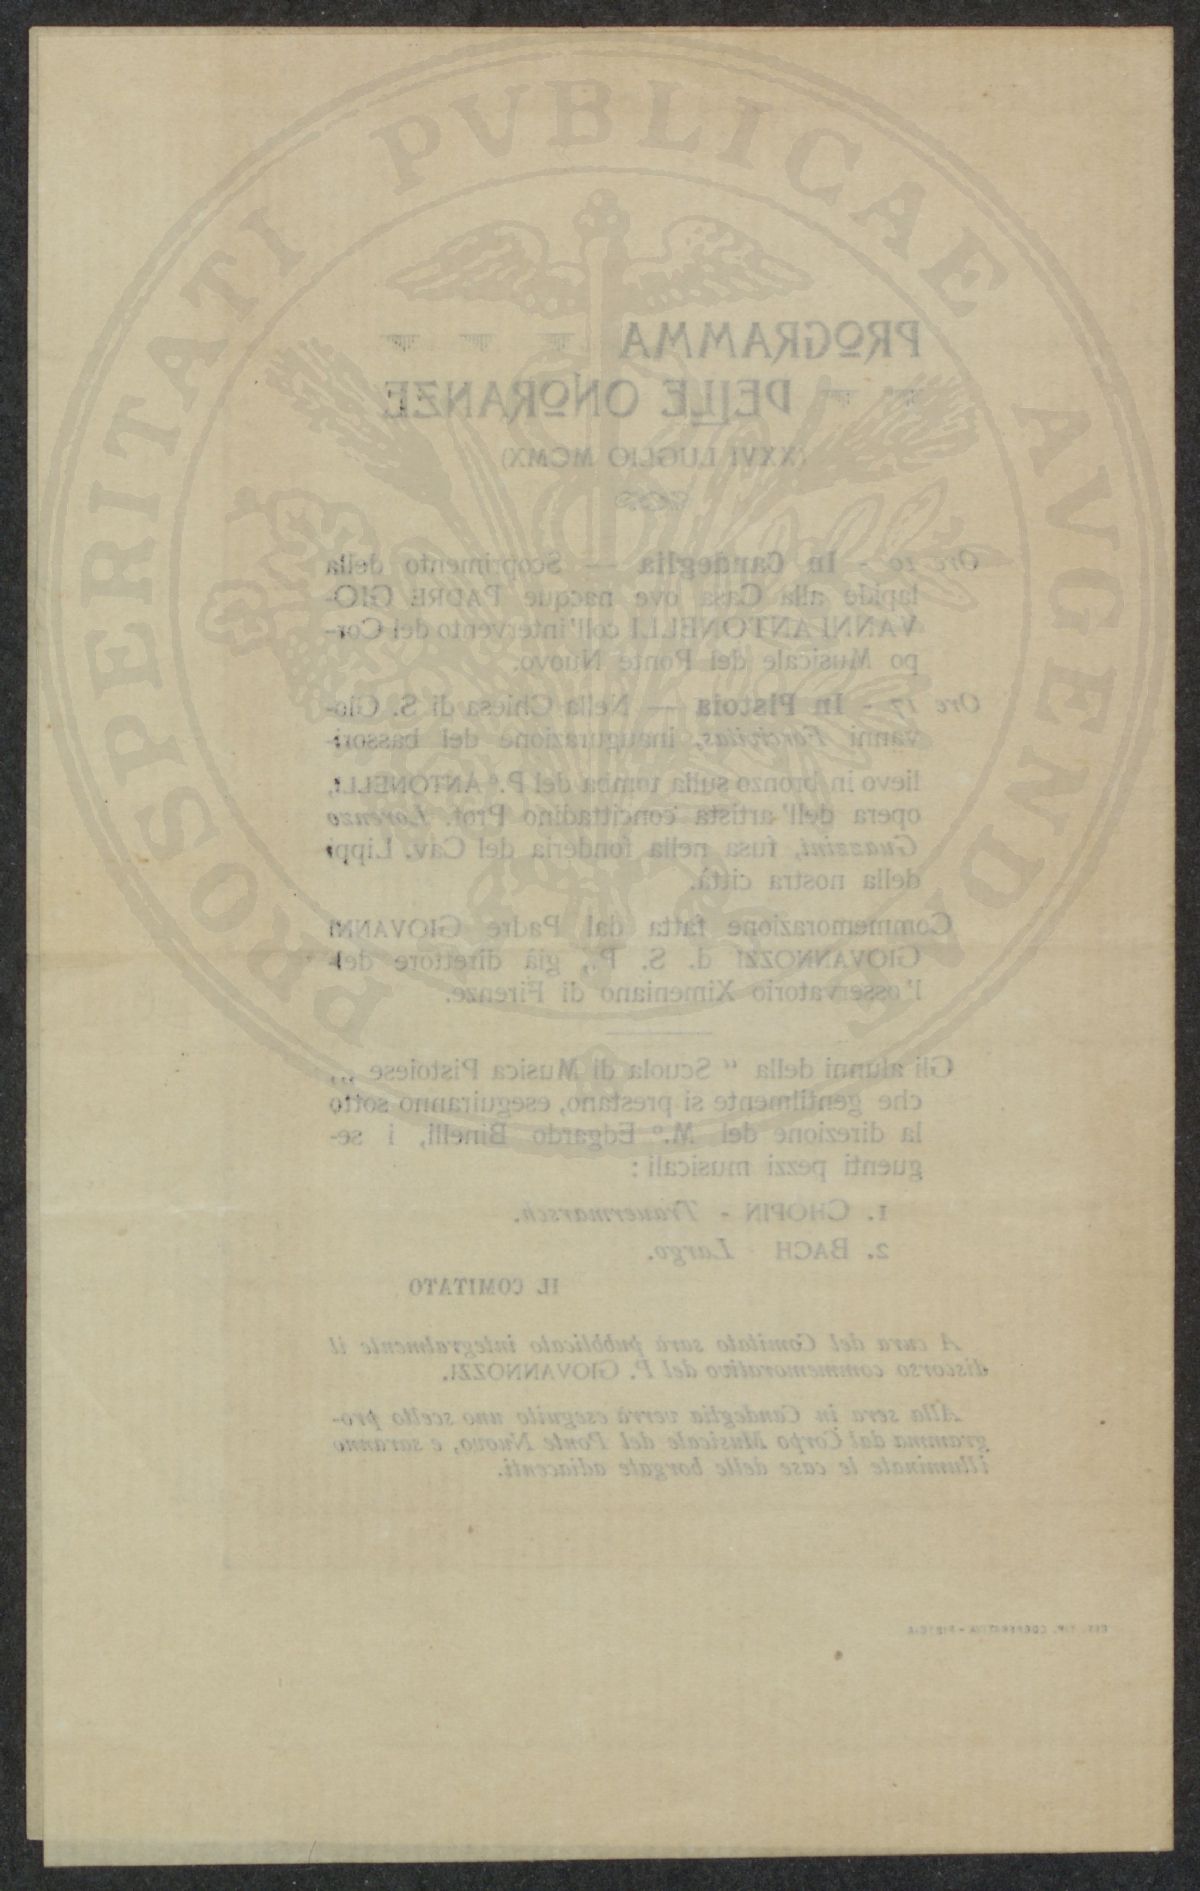 PROSPERITATI PVBLICAE AVGENDAE
PROGRAMMA
DELLE ONORANZE
(XXVI LUGLIO MCMX)
Ore 10 - In Candeglia — Scoprimento della
lapide alla Casa ove nacque PADRE GIO-
VANNI ANTONELLI coll'intervento del Cor-
po Musicale del Ponte Nuovo.
Ore 17 - In Pistoia — Nella Chiesa di S. Gio-
vanni Forcivitas, inaugurazione del bassori-
lievo in bronzo sulla tomba del P.e ANTONELLI,
opera dell'artista concittadino Prof. Lorenzo
Guazzini, fusa nella fonderia del Cav. Lippi
della nostra città.
Commemorazione fatta dal Padre GIOVANNI
GIOVANNOZZI d. S. P., già direttore del-
l'osservatorio Ximeniano di Firenze.
Gli alunni della “ Scuola di Musica Pistoiese „,
che gentilmente si prestano, eseguiranno sotto
la direzione del M.o Edgardo Binelli, i se-
guenti pezzi musicali :
1. CHOPIN - Trauermarsch.
2. BACH - Largo.
IL COMITATO
A cura del Comitato sarà pubblicato integralmente il
discorso commemorativo del P. GIOVANNOZZI.
Alla sera in Candeglia verrà eseguito uno scelto pro-
gramma dal Corpo Musicale del Ponte Nuovo, e saranno
illuminate le case delle borgate adiacenti.
TIP. COOPERATIVA - PISTOIA